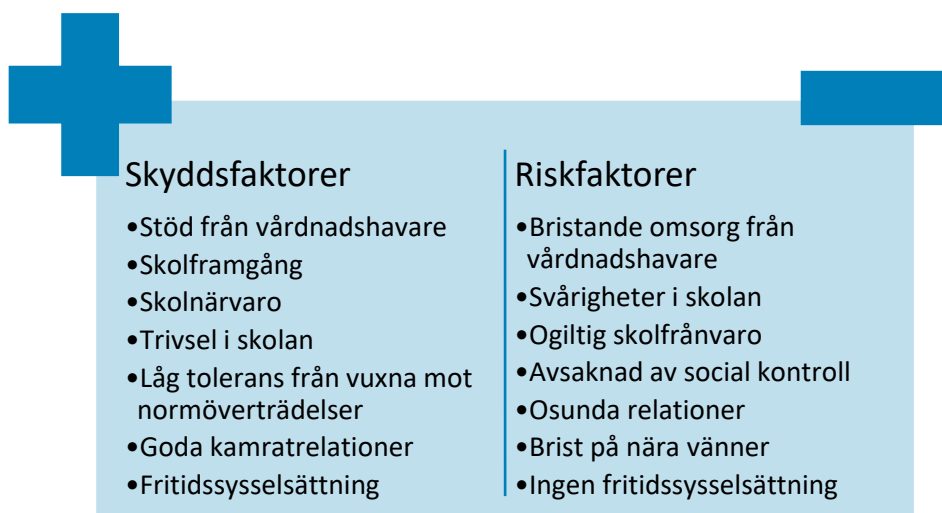 Skyddsfaktorer
•Stöd från vårdnadshavare
•Skolframgång
•Skolnärvaro
•Trivsel i skolan
•Låg tolerans från vuxna mot
normöverträdelser
•Goda kamratrelationer
•Fritidssysselsättning
Riskfaktorer
•Bristande omsorg från
vårdnadshavare
•Svårigheter i skolan
•Ogiltig skolfrånvaro
•Avsaknad av social kontroll
•Osunda relationer
•Brist på nära vänner
•Ingen fritidssysselsättning